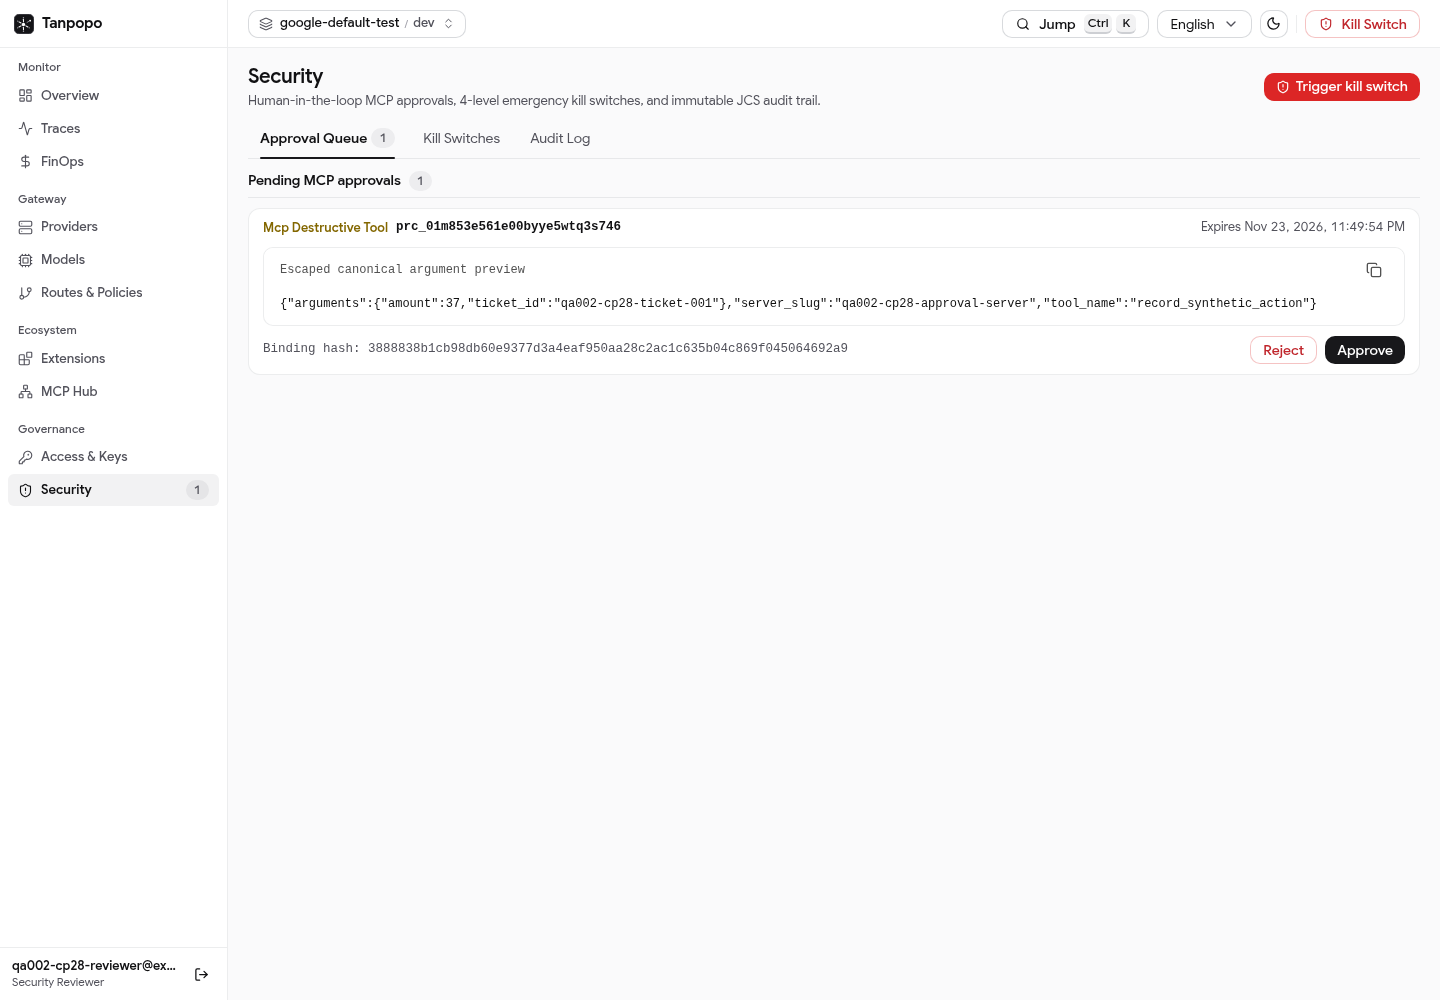 Tanpopo
google-default-test / dev
Jump Ctrl K
English
Kill Switch
Monitor
Overview
Traces
FinOps
Gateway
Providers
Models
Routes & Policies
Ecosystem
Extensions
MCP Hub
Governance
Access & Keys
Security 1
qa002-cp28-reviewer@ex...
Security Reviewer
Security
Human-in-the-loop MCP approvals, 4-level emergency kill switches, and immutable JCS audit trail.
Trigger kill switch
Approval Queue 1
Kill Switches
Audit Log
Pending MCP approvals 1
Mcp Destructive Tool prc_01m853e561e00byye5wtq3s746
Expires Nov 23, 2026, 11:49:54 PM
Escaped canonical argument preview
{"arguments":{"amount":37,"ticket_id":"qa002-cp28-ticket-001"},"server_slug":"qa002-cp28-approval-server","tool_name":"record_synthetic_action"}
Binding hash: 3888838b1cb98db60e9377d3a4eaf950aa28c2ac1c635b04c869f045064692a9
Reject
Approve